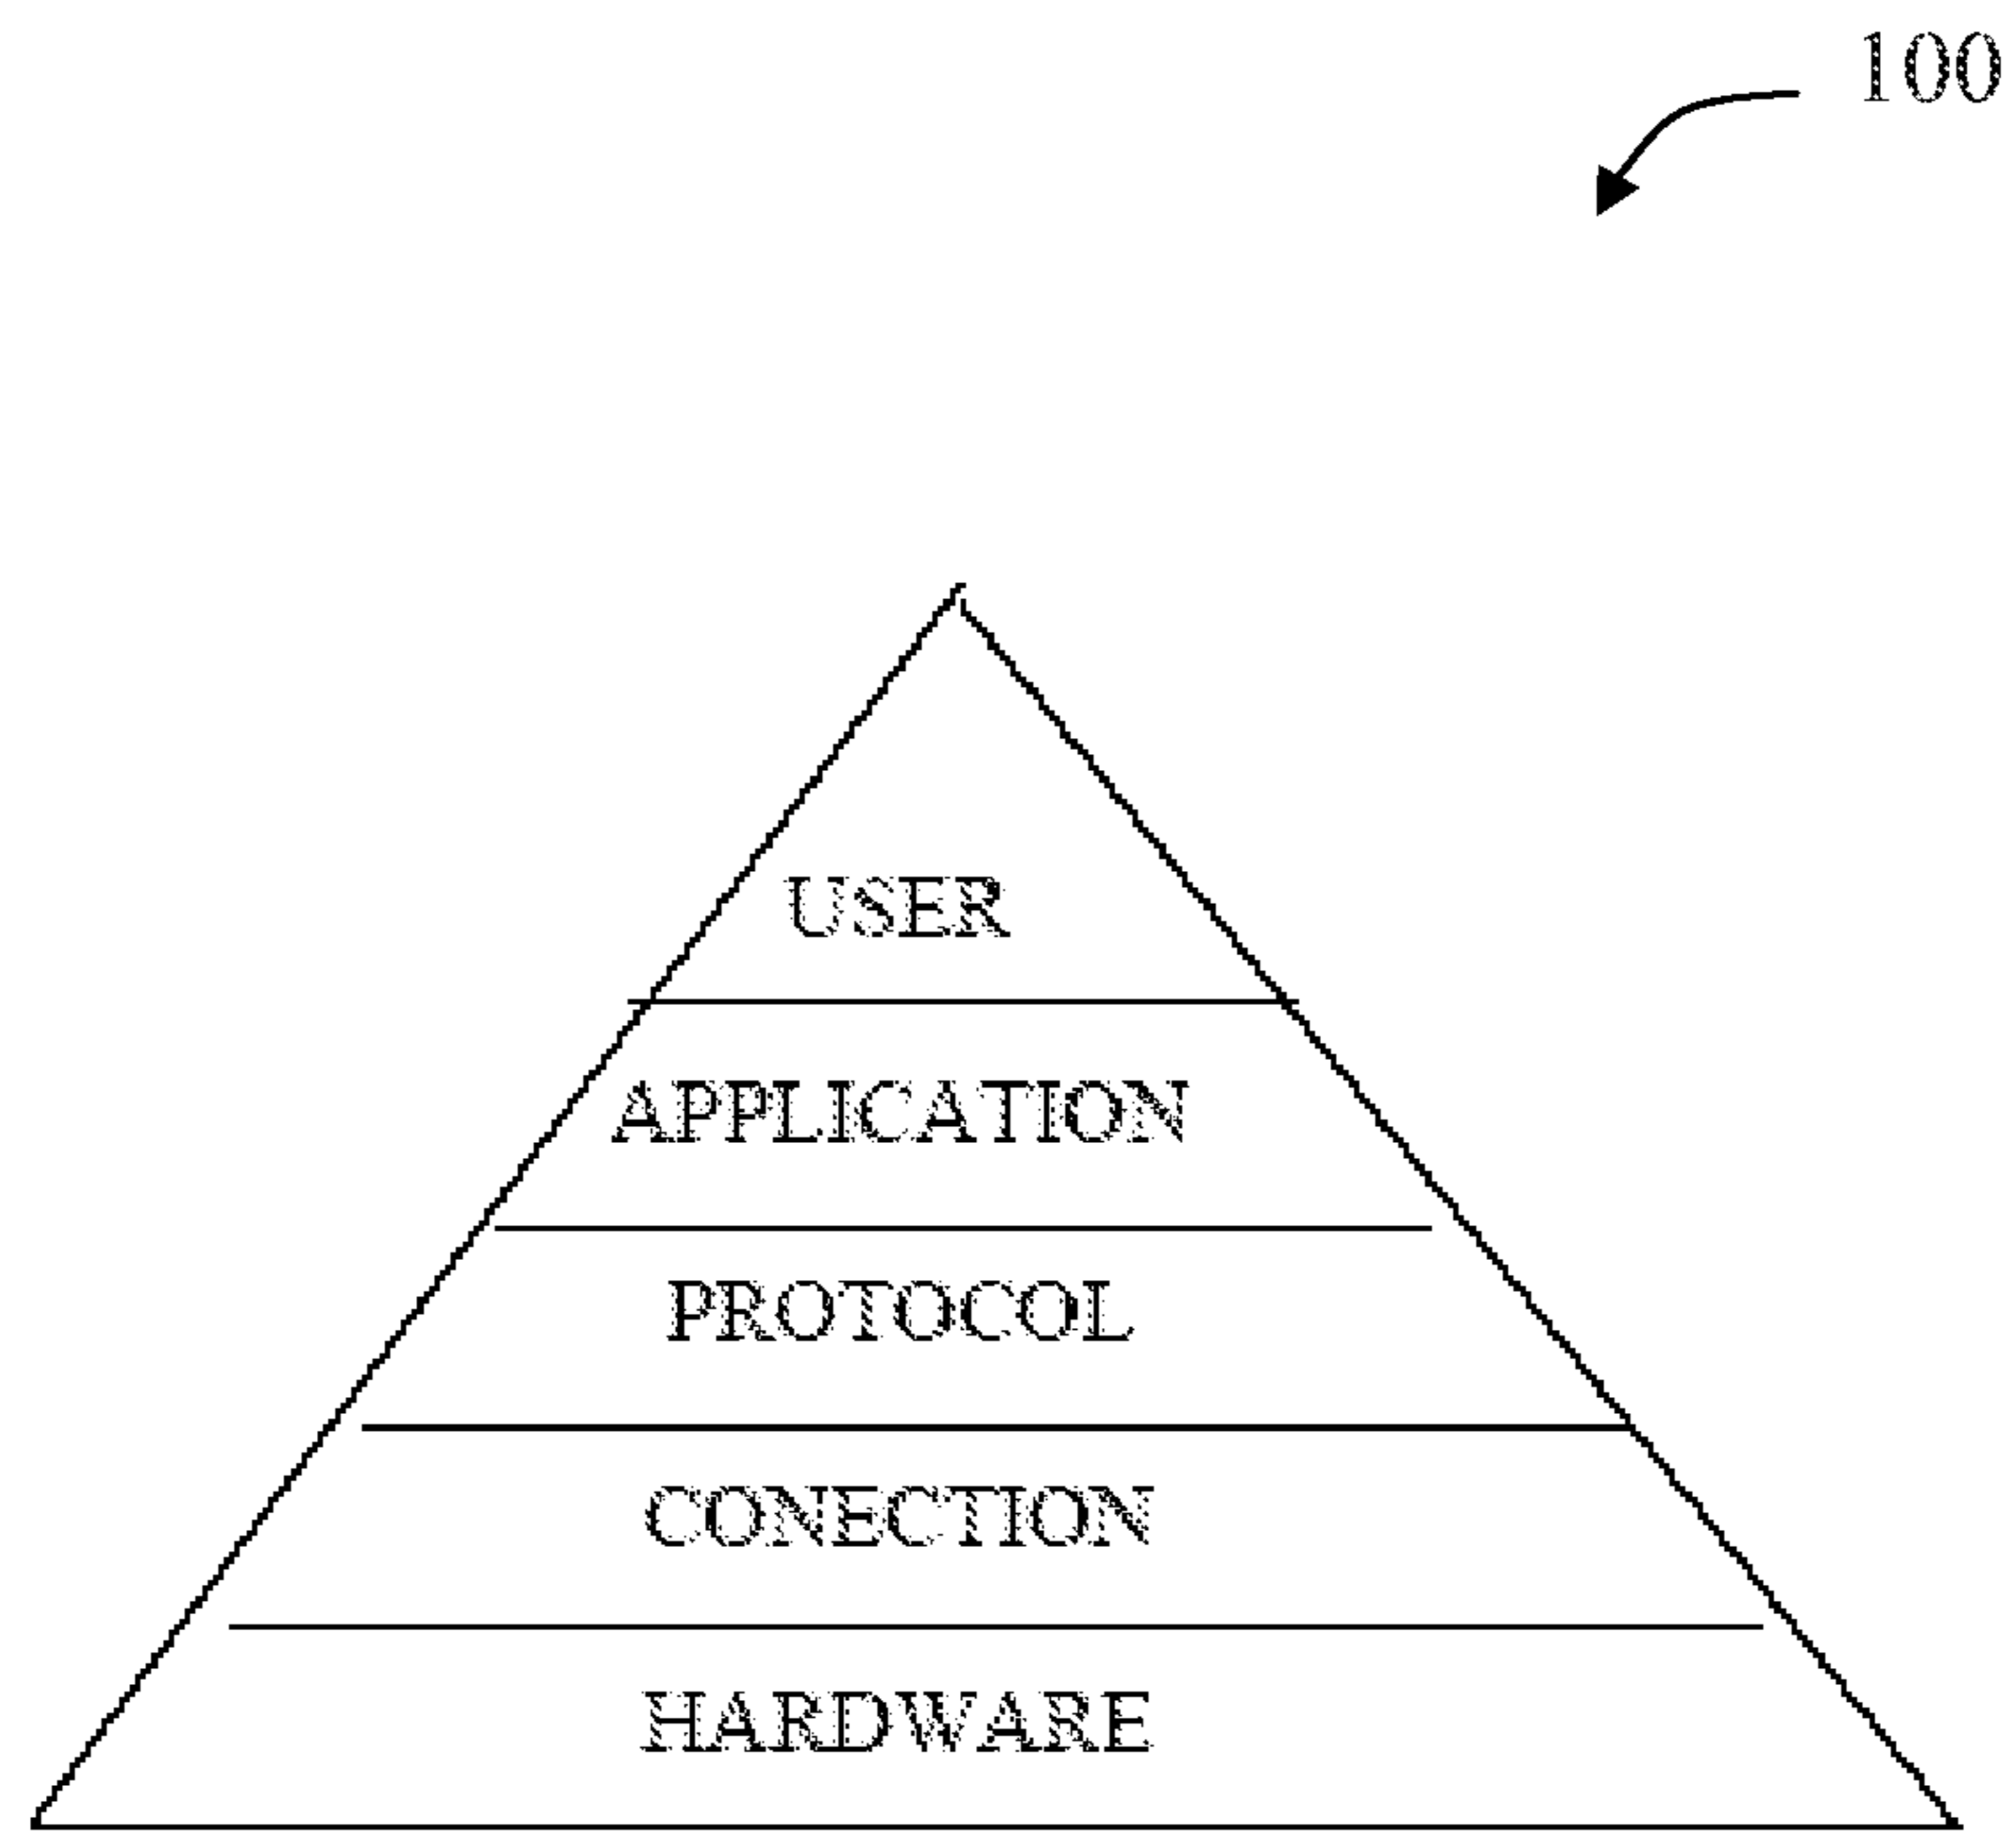 100
USER
APPLICATION
PROTOCOL
CONECTION
HARDWARE